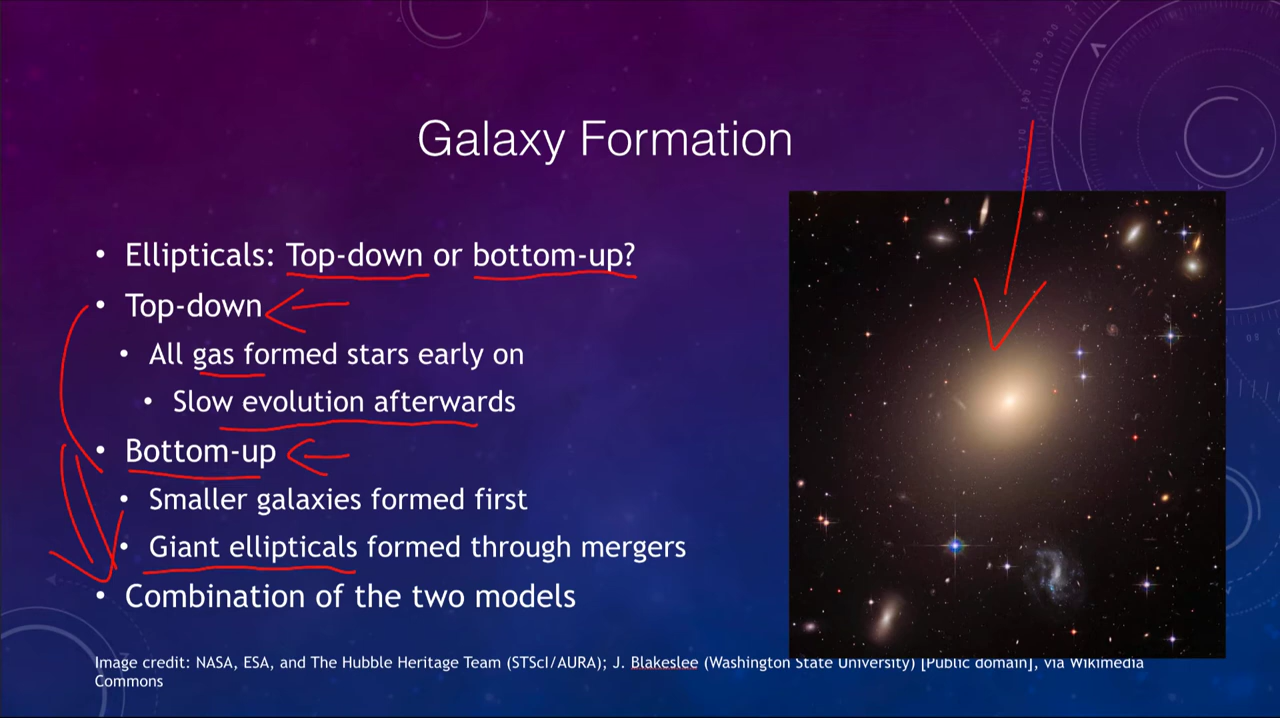 Galaxy Formation
• Ellipticals: Top-down or bottom-up?
• Top-down
• All gas formed stars early on
• Slow evolution afterwards
• Bottom-up
• Smaller galaxies formed first
• Giant ellipticals formed through mergers
• Combination of the two models
Image credit: NASA, ESA, and The Hubble Heritage Team (STScI/AURA); J. Blakeslee (Washington State University) [Public domain], via Wikimedia
Commons